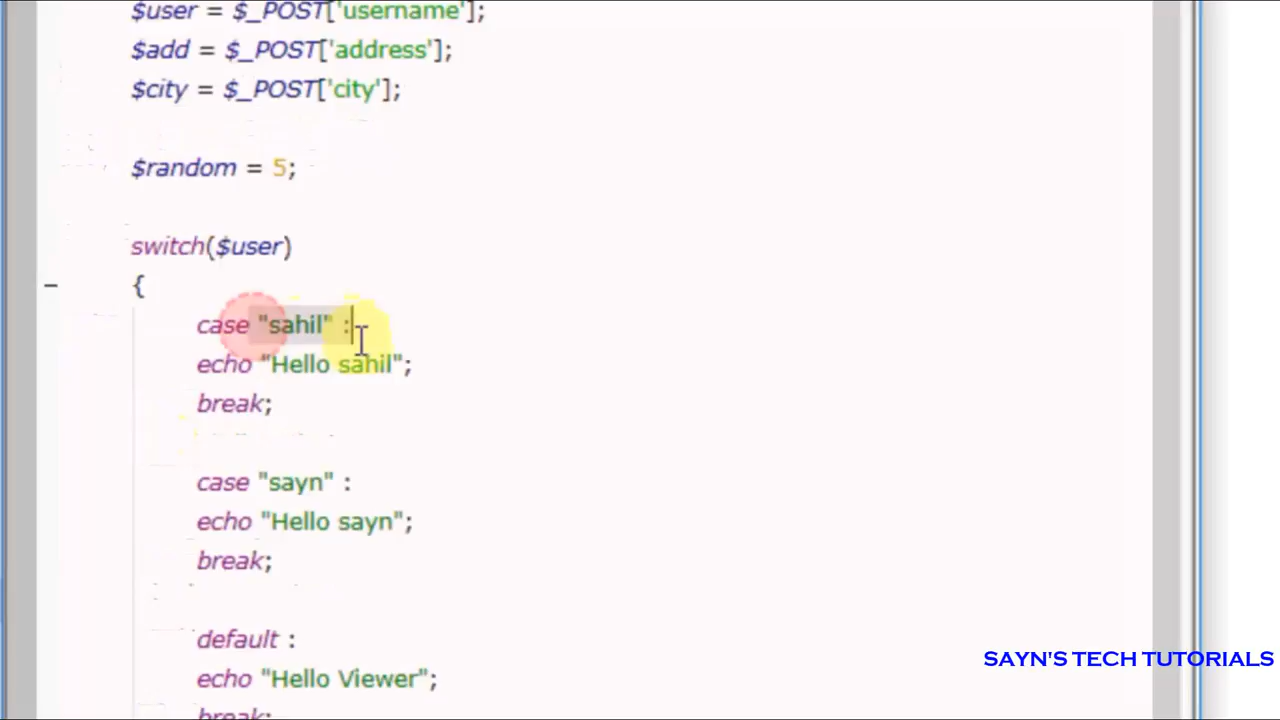 $user = $_POST['username'];
$add = $_POST['address'];
$city = $_POST['city'];
$random = 5;
switch($user)
{
case "sahil" :
echo "Hello sahil";
break;
case "sayn" :
echo "Hello sayn";
break;
default :
echo "Hello Viewer";
break;
SAYN'S TECH TUTORIALS